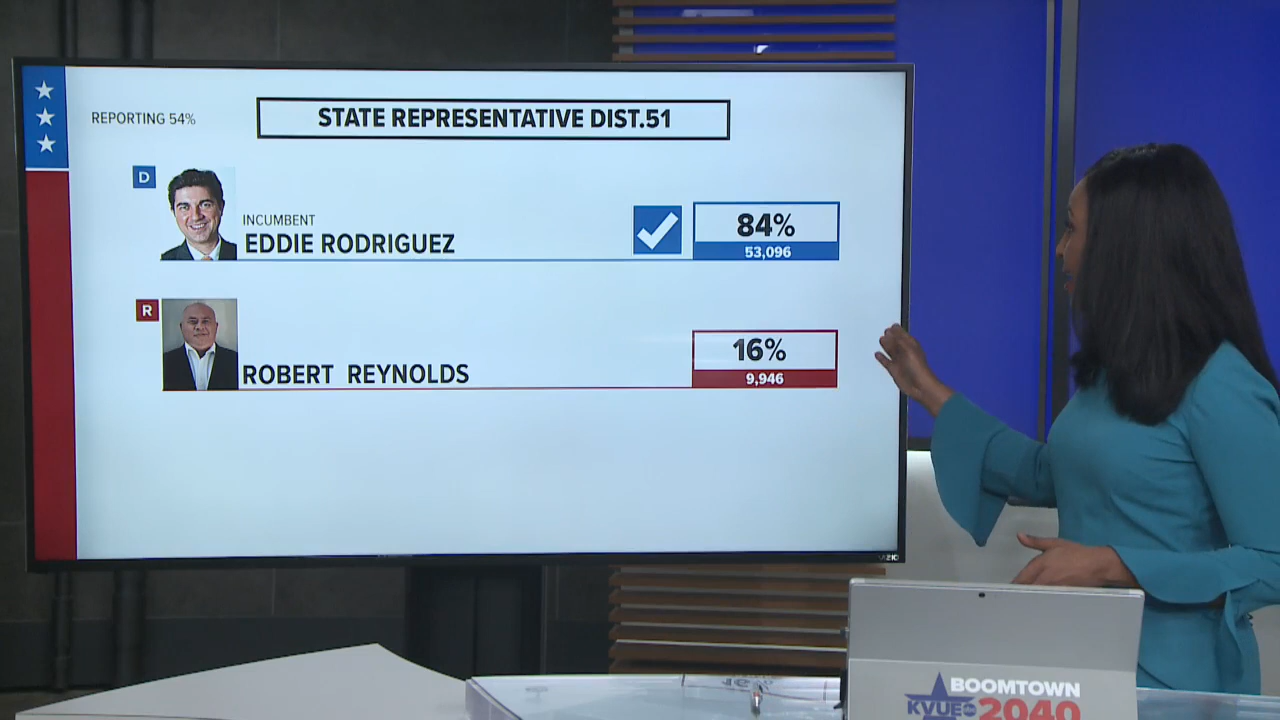 REPORTING 54%
STATE REPRESENTATIVE DIST.51
D
INCUMBENT
EDDIE RODRIGUEZ
84%
53,096
R
ROBERT REYNOLDS
16%
9,946
VIZIO
BOOMTOWN
KVUE
2040